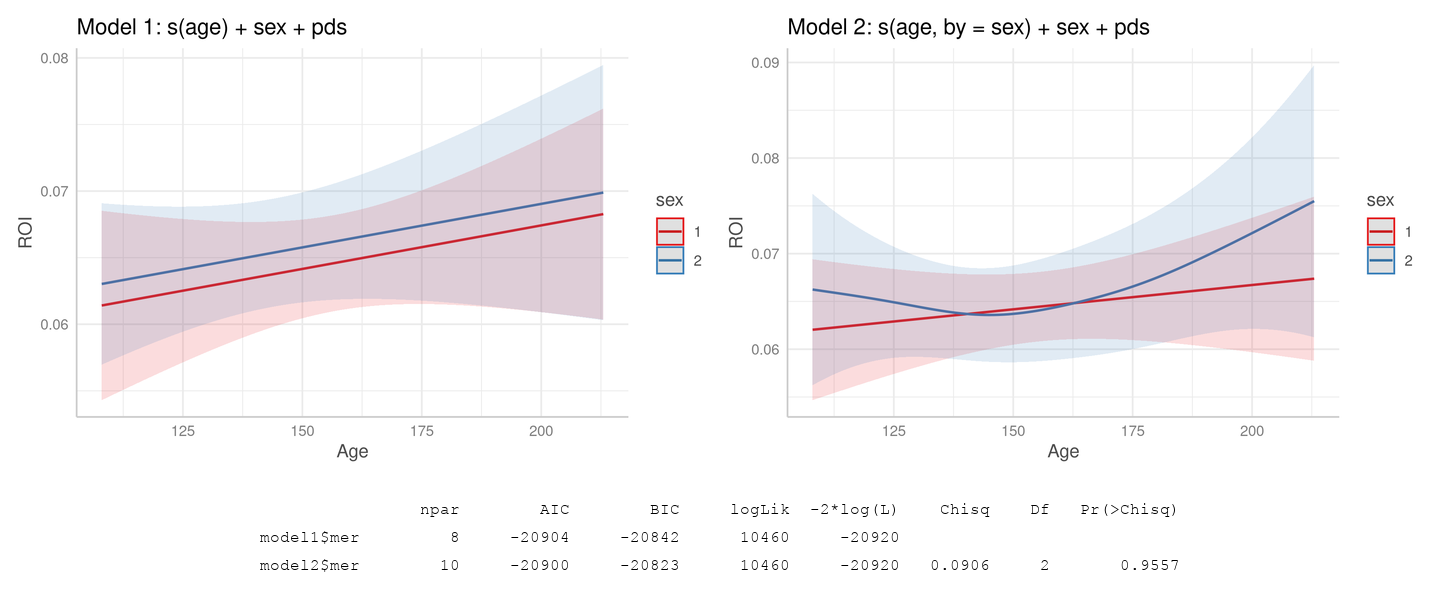 Model 1: s(age) + sex + pds
0.08
0.07
0.06
ROI
125 150 175 200
Age
sex
1
2
Model 2: s(age, by = sex) + sex + pds
0.09
0.08
0.07
0.06
ROI
125 150 175 200
Age
sex
1
2
npar AIC BIC logLik -2*log(L) Chisq Df Pr(>Chisq)
model1$mer 8 -20904 -20842 10460 -20920
model2$mer 10 -20900 -20823 10460 -20920 0.0906 2 0.9557